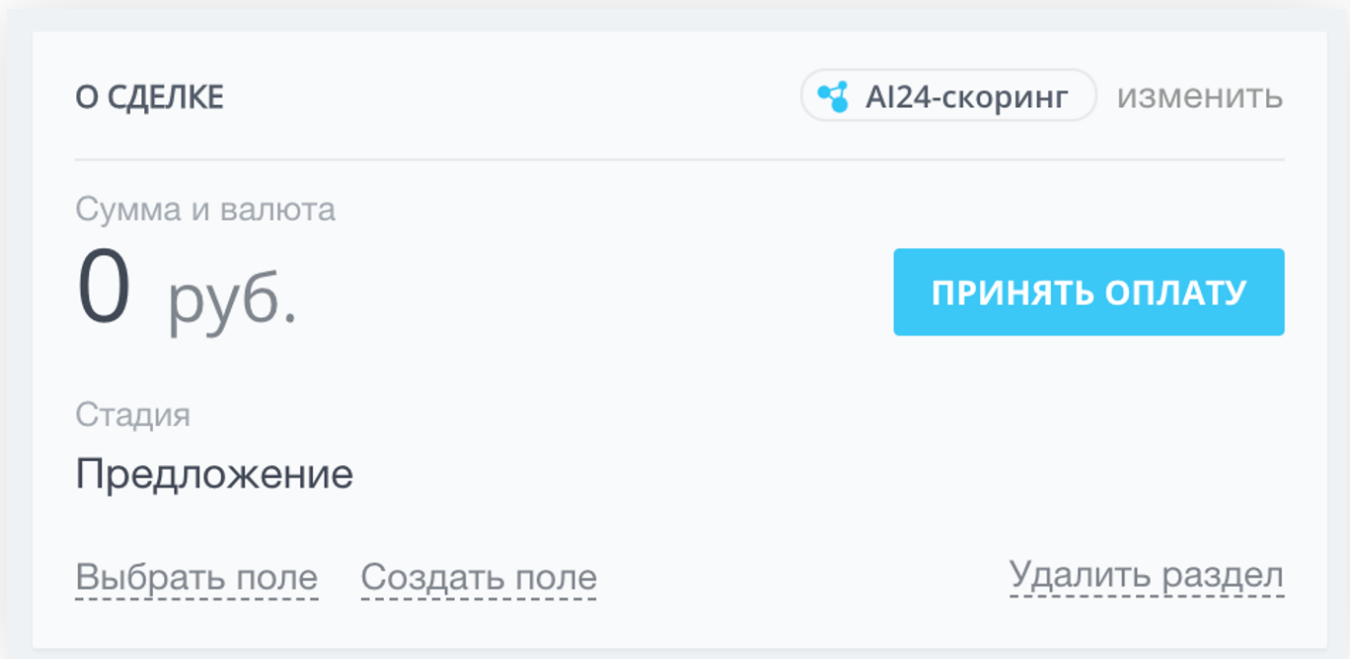 О СДЕЛКЕ
AI24-скоринг
изменить
Сумма и валюта
0 руб.
ПРИНЯТЬ ОПЛАТУ
Стадия
Предложение
Выбрать поле
Создать поле
Удалить раздел